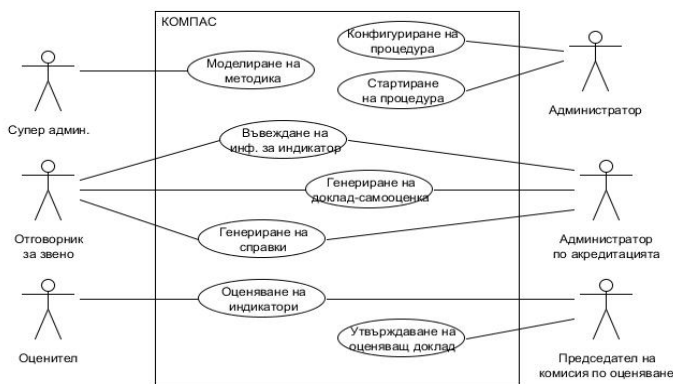 КОМПАС
Конфигуриране на
процедура
Моделиране на
методика
Стартиране
на процедура
Супер админ.
Администратор
Въвеждане на
инф. за индикатор
Генериране на
доклад-самооценка
Отговорник
за звено
Генериране на
справки
Администратор
по акредитацията
Оценяване на
индикатори
Утвърждаване на
оценяващ доклад
Оценител
Председател на
комисия по оценяване